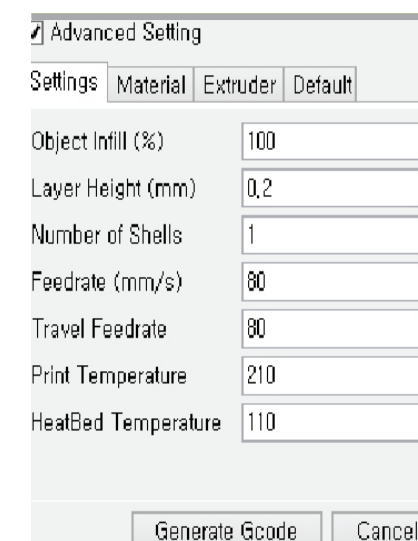 Advanced Setting
Settings Material Extruder Default
Object Infill (%) 100
Layer Height (mm) 0.2
Number of Shells 1
Feedrate (mm/s) 80
Travel Feedrate 80
Print Temperature 210
HeatBed Temperature 110
Generate Gcode Cancel